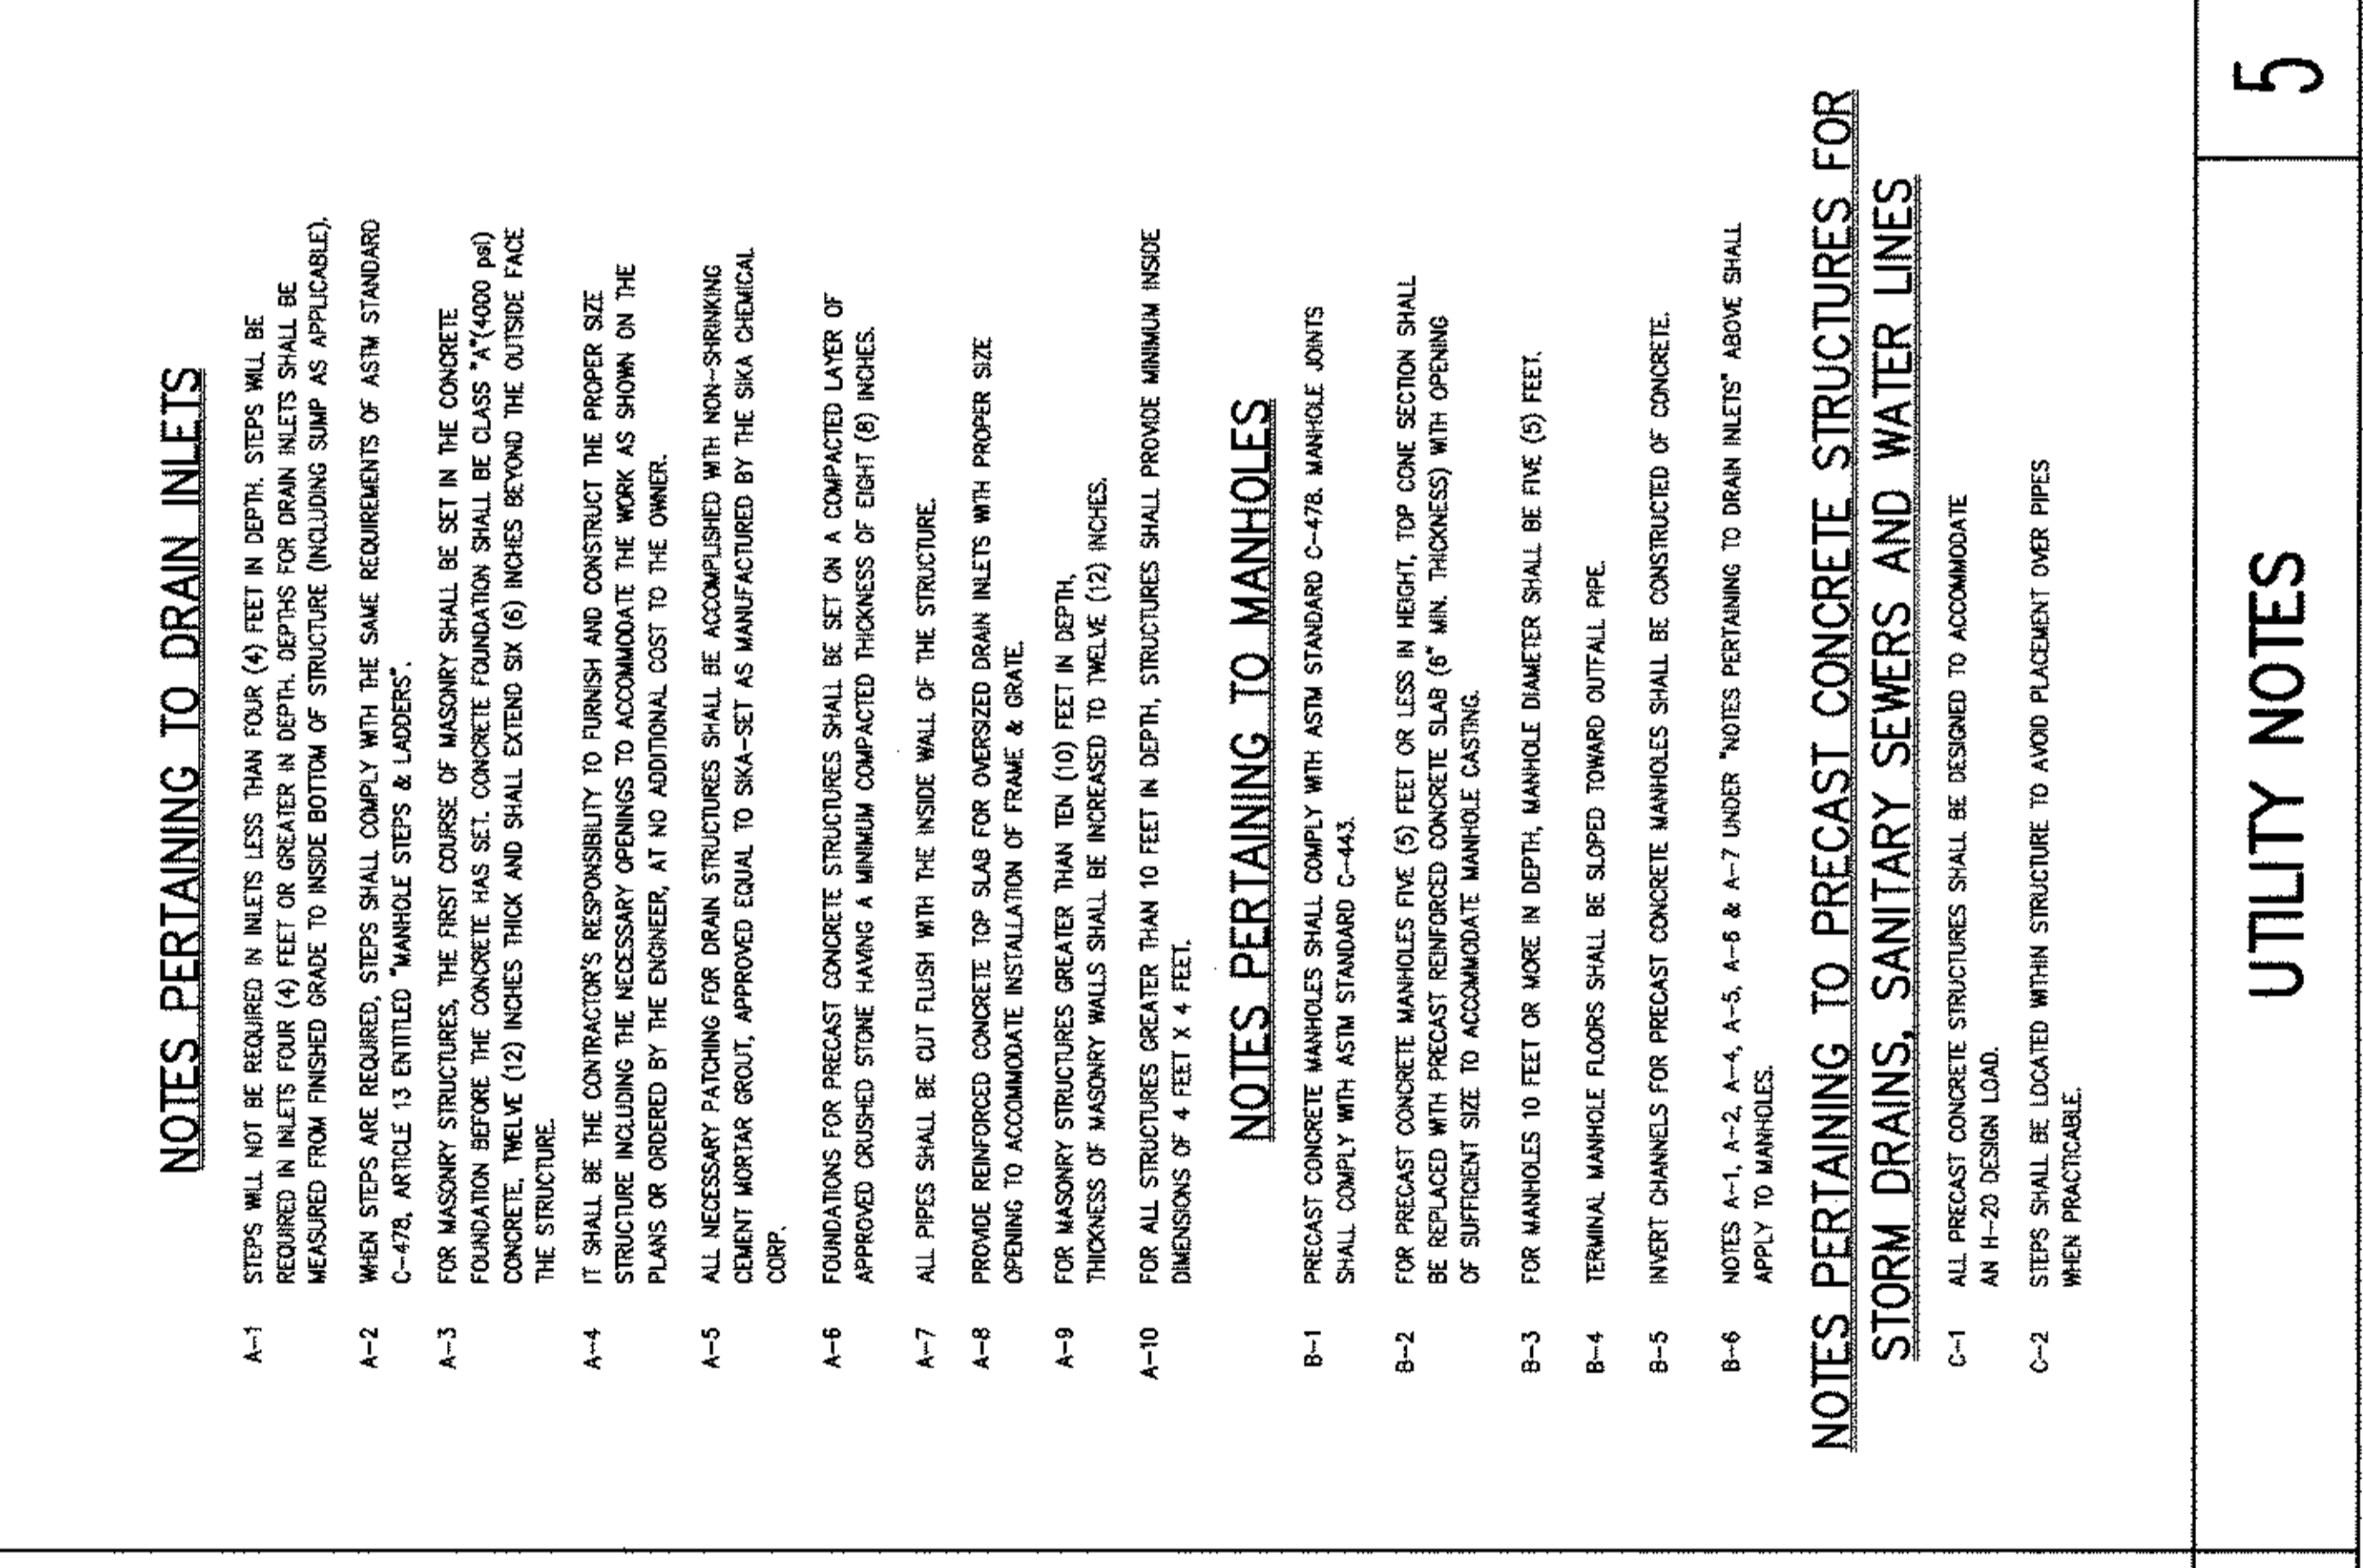 NOTES PERTAINING TO DRAIN INLETS
A-1 STEPS WILL NOT BE REQUIRED IN INLETS LESS THAN FOUR (4) FEET IN DEPTH. STEPS WILL BE
REQUIRED IN INLETS FOUR (4) FEET OR GREATER IN DEPTH. DEPTHS FOR DRAIN INLETS SHALL BE
MEASURED FROM FINISHED GRADE TO INSIDE BOTTOM OF STRUCTURE (INCLUDING SUMP AS APPLICABLE).
A-2 WHEN STEPS ARE REQUIRED, STEPS SHALL COMPLY WITH THE SAME REQUIREMENTS OF ASTM STANDARD
C-478, ARTICLE 13 ENTITLED "MANHOLE STEPS & LADDERS".
A-3 FOR MASONRY STRUCTURES, THE FIRST COURSE OF MASONRY SHALL BE SET IN THE CONCRETE
FOUNDATION BEFORE THE CONCRETE HAS SET. CONCRETE FOUNDATION SHALL BE CLASS "A"(4000 psi)
CONCRETE, TWELVE (12) INCHES THICK AND SHALL EXTEND SIX (6) INCHES BEYOND THE OUTSIDE FACE
THE STRUCTURE.
A-4 IT SHALL BE THE CONTRACTOR'S RESPONSIBILITY TO FURNISH AND CONSTRUCT THE PROPER SIZE
STRUCTURE INCLUDING THE NECESSARY OPENINGS TO ACCOMMODATE THE WORK AS SHOWN ON THE
PLANS OR ORDERED BY THE ENGINEER, AT NO ADDITIONAL COST TO THE OWNER.
A-5 ALL NECESSARY PATCHING FOR DRAIN STRUCTURES SHALL BE ACCOMPLISHED WITH NON-SHRINKING
CEMENT MORTAR GROUT, APPROVED EQUAL TO SIKA-SET AS MANUFACTURED BY THE SIKA CHEMICAL
CORP.
A-6 FOUNDATIONS FOR PRECAST CONCRETE STRUCTURES SHALL BE SET ON A COMPACTED LAYER OF
APPROVED CRUSHED STONE HAVING A MINIMUM COMPACTED THICKNESS OF EIGHT (8) INCHES.
A-7 ALL PIPES SHALL BE CUT FLUSH WITH THE INSIDE WALL OF THE STRUCTURE.
A-8 PROVIDE REINFORCED CONCRETE TOP SLAB FOR OVERSIZED DRAIN INLETS WITH PROPER SIZE
OPENING TO ACCOMMODATE INSTALLATION OF FRAME & GRATE.
A-9 FOR MASONRY STRUCTURES GREATER THAN TEN (10) FEET IN DEPTH,
THICKNESS OF MASONRY WALLS SHALL BE INCREASED TO TWELVE (12) INCHES.
A-10 FOR ALL STRUCTURES GREATER THAN 10 FEET IN DEPTH, STRUCTURES SHALL PROVIDE MINIMUM INSIDE
DIMENSIONS OF 4 FEET X 4 FEET.
NOTES PERTAINING TO MANHOLES
B-1 PRECAST CONCRETE MANHOLES SHALL COMPLY WITH ASTM STANDARD C-478. MANHOLE JOINTS
SHALL COMPLY WITH ASTM STANDARD C-443.
B-2 FOR PRECAST CONCRETE MANHOLES FIVE (5) FEET OR LESS IN HEIGHT, TOP CONE SECTION SHALL
BE REPLACED WITH PRECAST REINFORCED CONCRETE SLAB (6" MIN. THICKNESS) WITH OPENING
OF SUFFICIENT SIZE TO ACCOMMODATE MANHOLE CASTING.
B-3 FOR MANHOLES 10 FEET OR MORE IN DEPTH, MANHOLE DIAMETER SHALL BE FIVE (5) FEET.
B-4 TERMINAL MANHOLE FLOORS SHALL BE SLOPED TOWARD OUTFALL PIPE.
B-5 INVERT CHANNELS FOR PRECAST CONCRETE MANHOLES SHALL BE CONSTRUCTED OF CONCRETE.
B-6 NOTES A-1, A-2, A-4, A-5, A-6 & A-7 UNDER "NOTES PERTAINING TO DRAIN INLETS" ABOVE SHALL
APPLY TO MANHOLES.
NOTES PERTAINING TO PRECAST CONCRETE STRUCTURES FOR
STORM DRAINS, SANITARY SEWERS AND WATER LINES
C-1 ALL PRECAST CONCRETE STRUCTURES SHALL BE DESIGNED TO ACCOMMODATE
AN H-20 DESIGN LOAD.
C-2 STEPS SHALL BE LOCATED WITHIN STRUCTURE TO AVOID PLACEMENT OVER PIPES
WHEN PRACTICABLE.
UTILITY NOTES 5